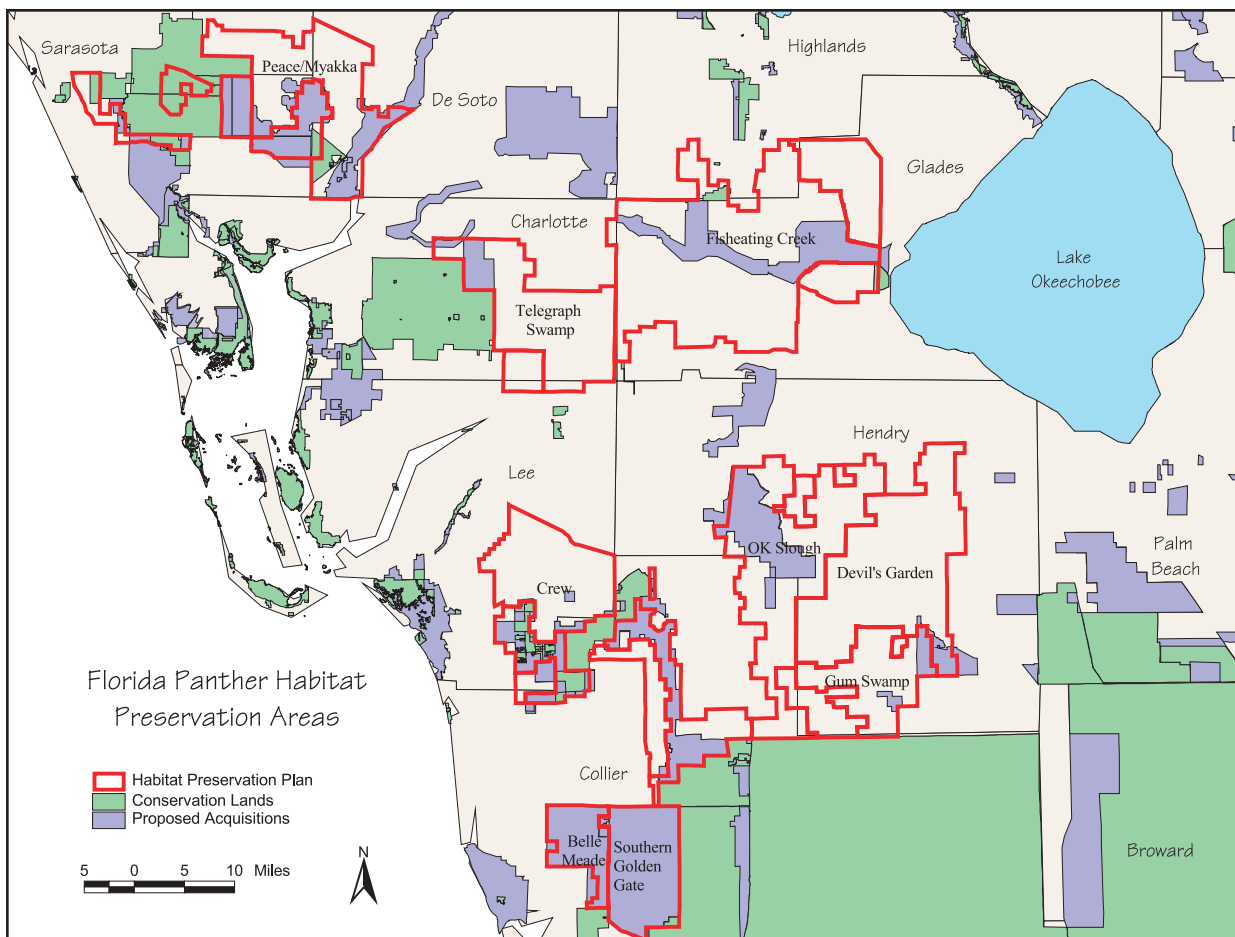 Sarasota
Peace/Myakka
Highlands
De Soto
Glades
Charlotte
Fisheating Creek
Lake
Okeechobee
Telegraph
Swamp
Hendry
Lee
OK Slough
Palm
Beach
Devil's Garden
Crew
Gum Swamp
Florida Panther Habitat
Preservation Areas
Collier
Habitat Preservation Plan
Conservation Lands
Proposed Acquisitions
Belle
Meade
Southern
Golden
Gate
Broward
N
5 0 5 10 Miles